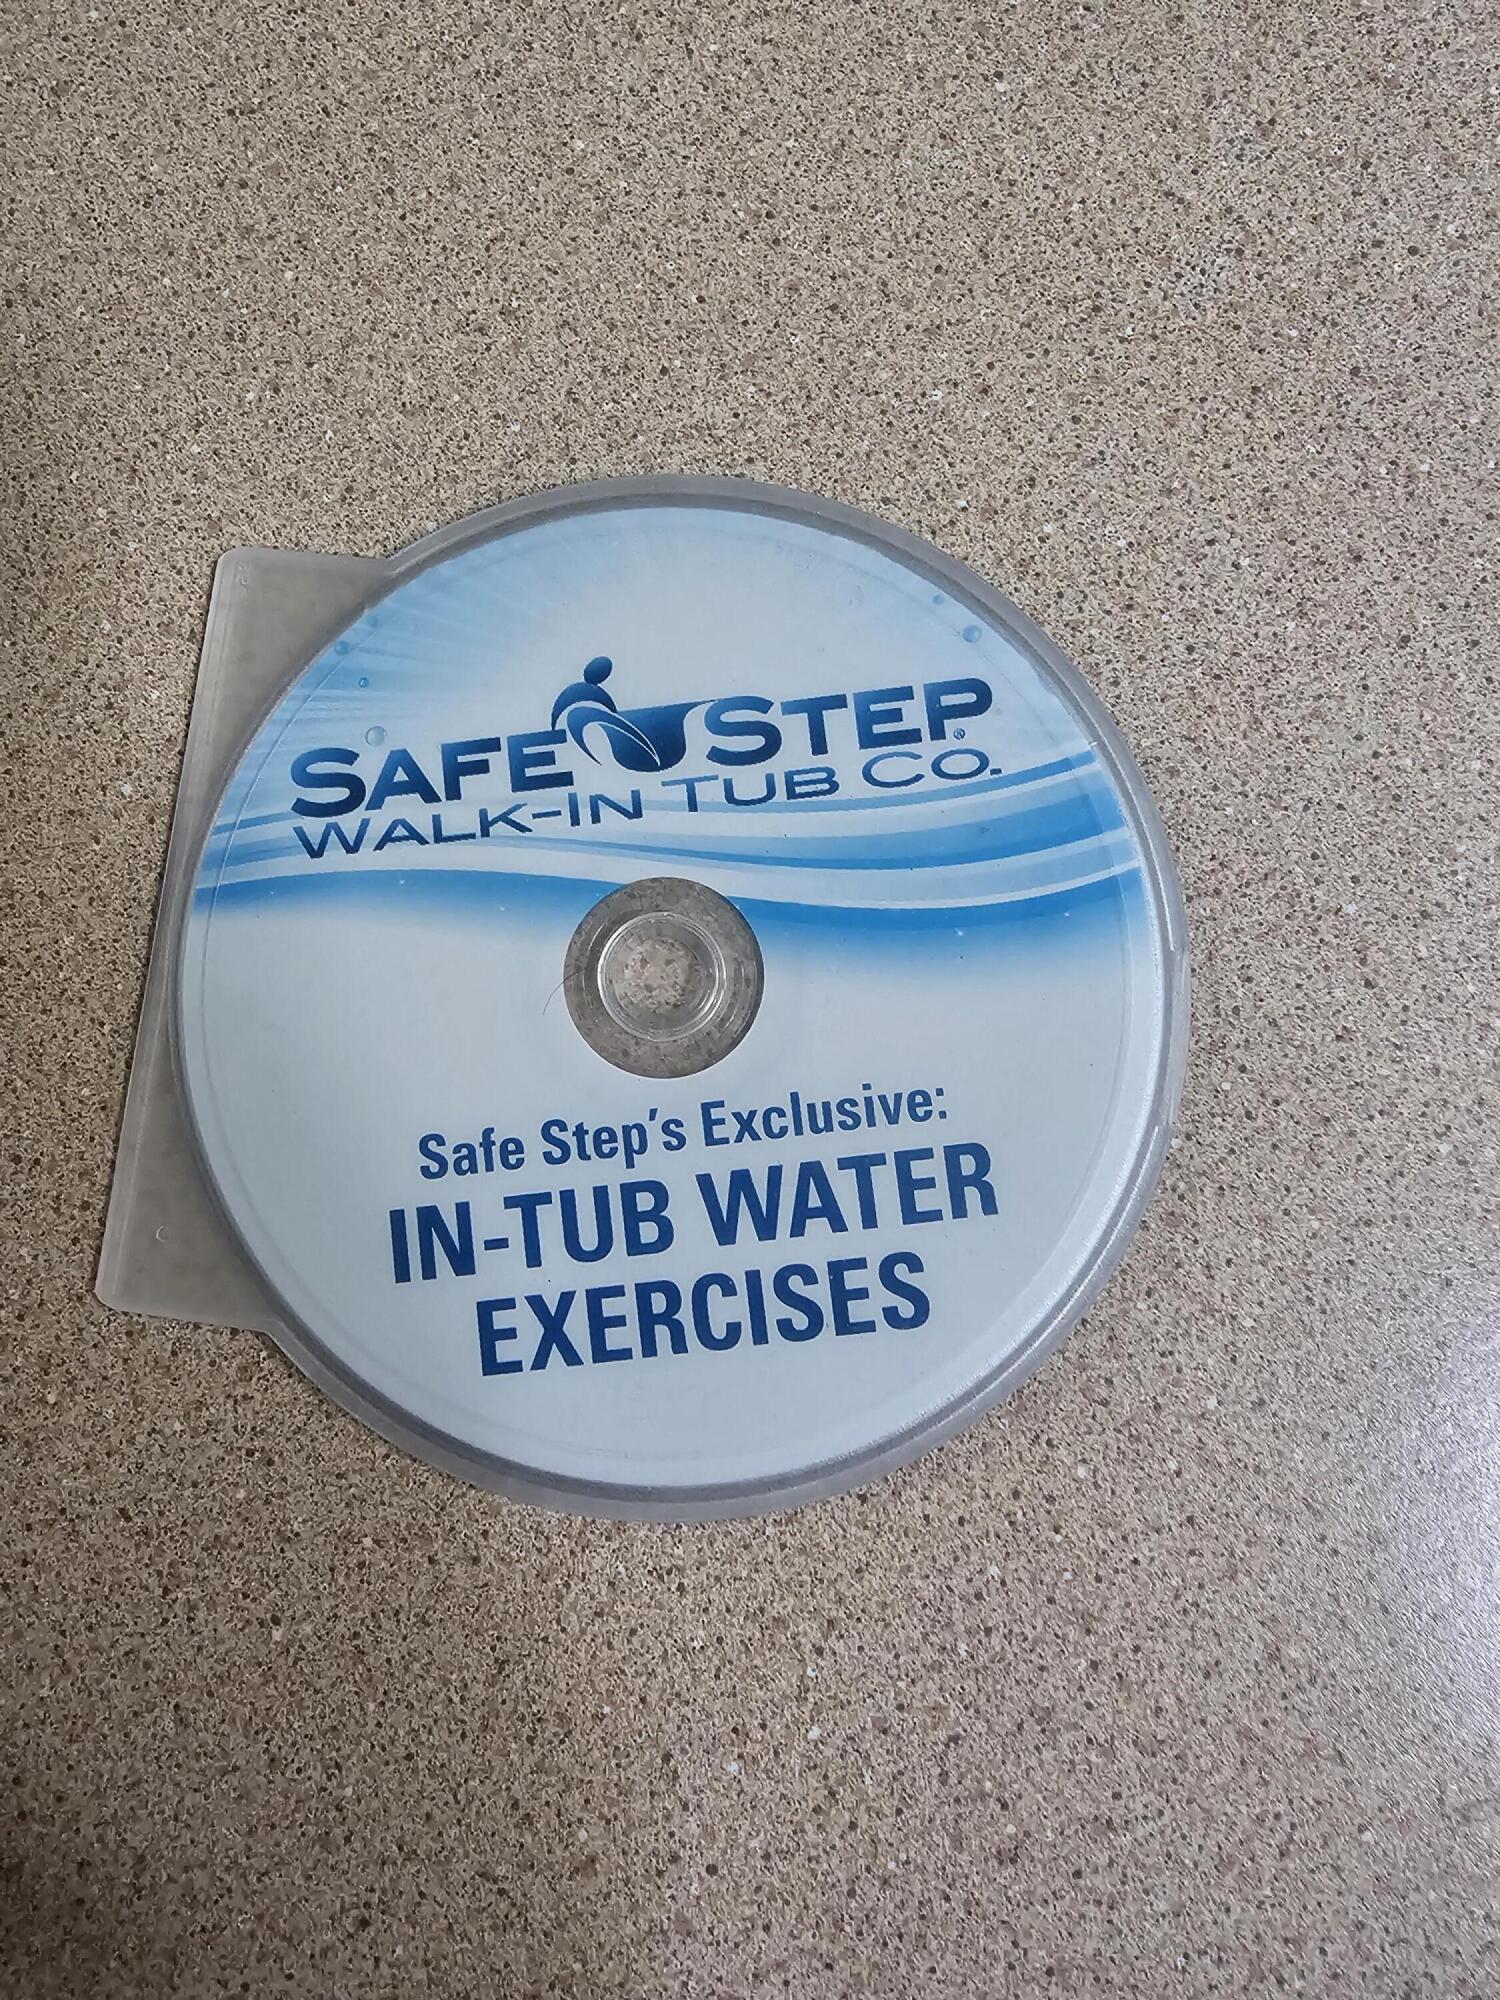 SAFE STEP®
WALK-IN TUB CO.
Safe Step's Exclusive:
IN-TUB WATER
EXERCISES